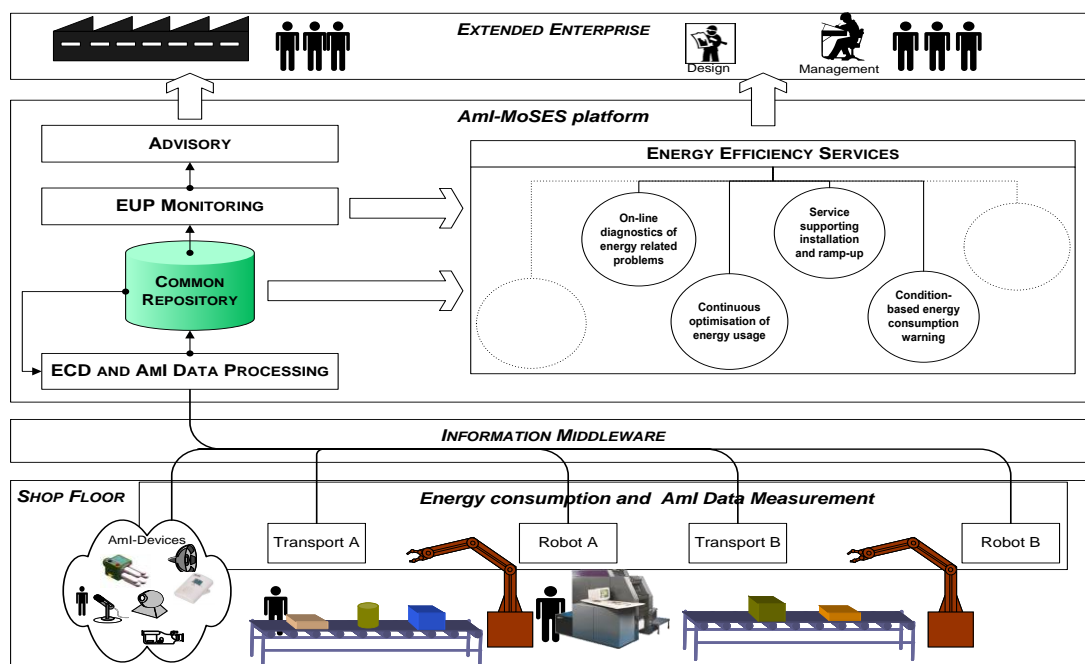 EXTENDED ENTERPRISE
Design
Management
AmI-MoSES platform
ADVISORY
EUP MONITORING
COMMON
REPOSITORY
ECD AND AMI DATA PROCESSING
ENERGY EFFICIENCY SERVICES
On-line
diagnostics of
energy related
problems
Service
supporting
installation
and ramp-up
Continuous
optimisation of
energy usage
Condition-
based energy
consumption
warning
INFORMATION MIDDLEWARE
SHOP FLOOR
Energy consumption and AmI Data Measurement
AmI-Devices
Transport A
Robot A
Transport B
Robot B